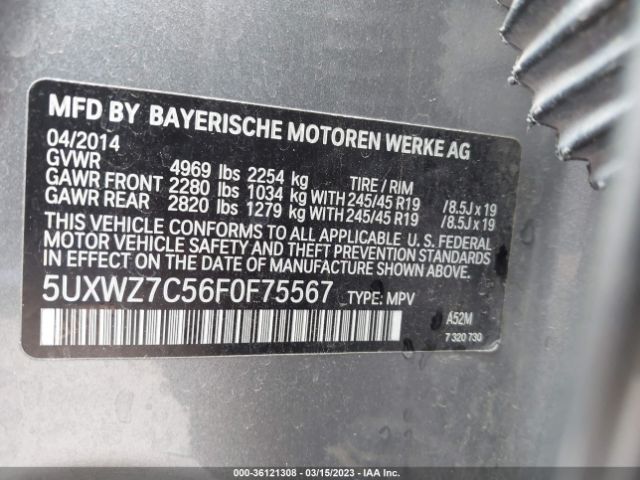 MFD BY BAYERISCHE MOTOREN WERKE AG
04/2014
GVWR 4969 lbs 2254 kg TIRE / RIM
GAWR FRONT 2280 lbs 1034 kg WITH 245/45 R19 / 8.5J x 19
GAWR REAR 2820 lbs 1279 kg WITH 245/45 R19 / 8.5J x 19
THIS VEHICLE CONFORMS TO ALL APPLICABLE U. S. FEDERAL
MOTOR VEHICLE SAFETY AND THEFT PREVENTION STANDARDS
IN EFFECT ON THE DATE OF MANUFACTURE SHOWN ABOVE.
5UXWZ7C56F0F75567 TYPE: MPV
A52M
7 320 730
000-36121308 - 03/15/2023 - IAA Inc.